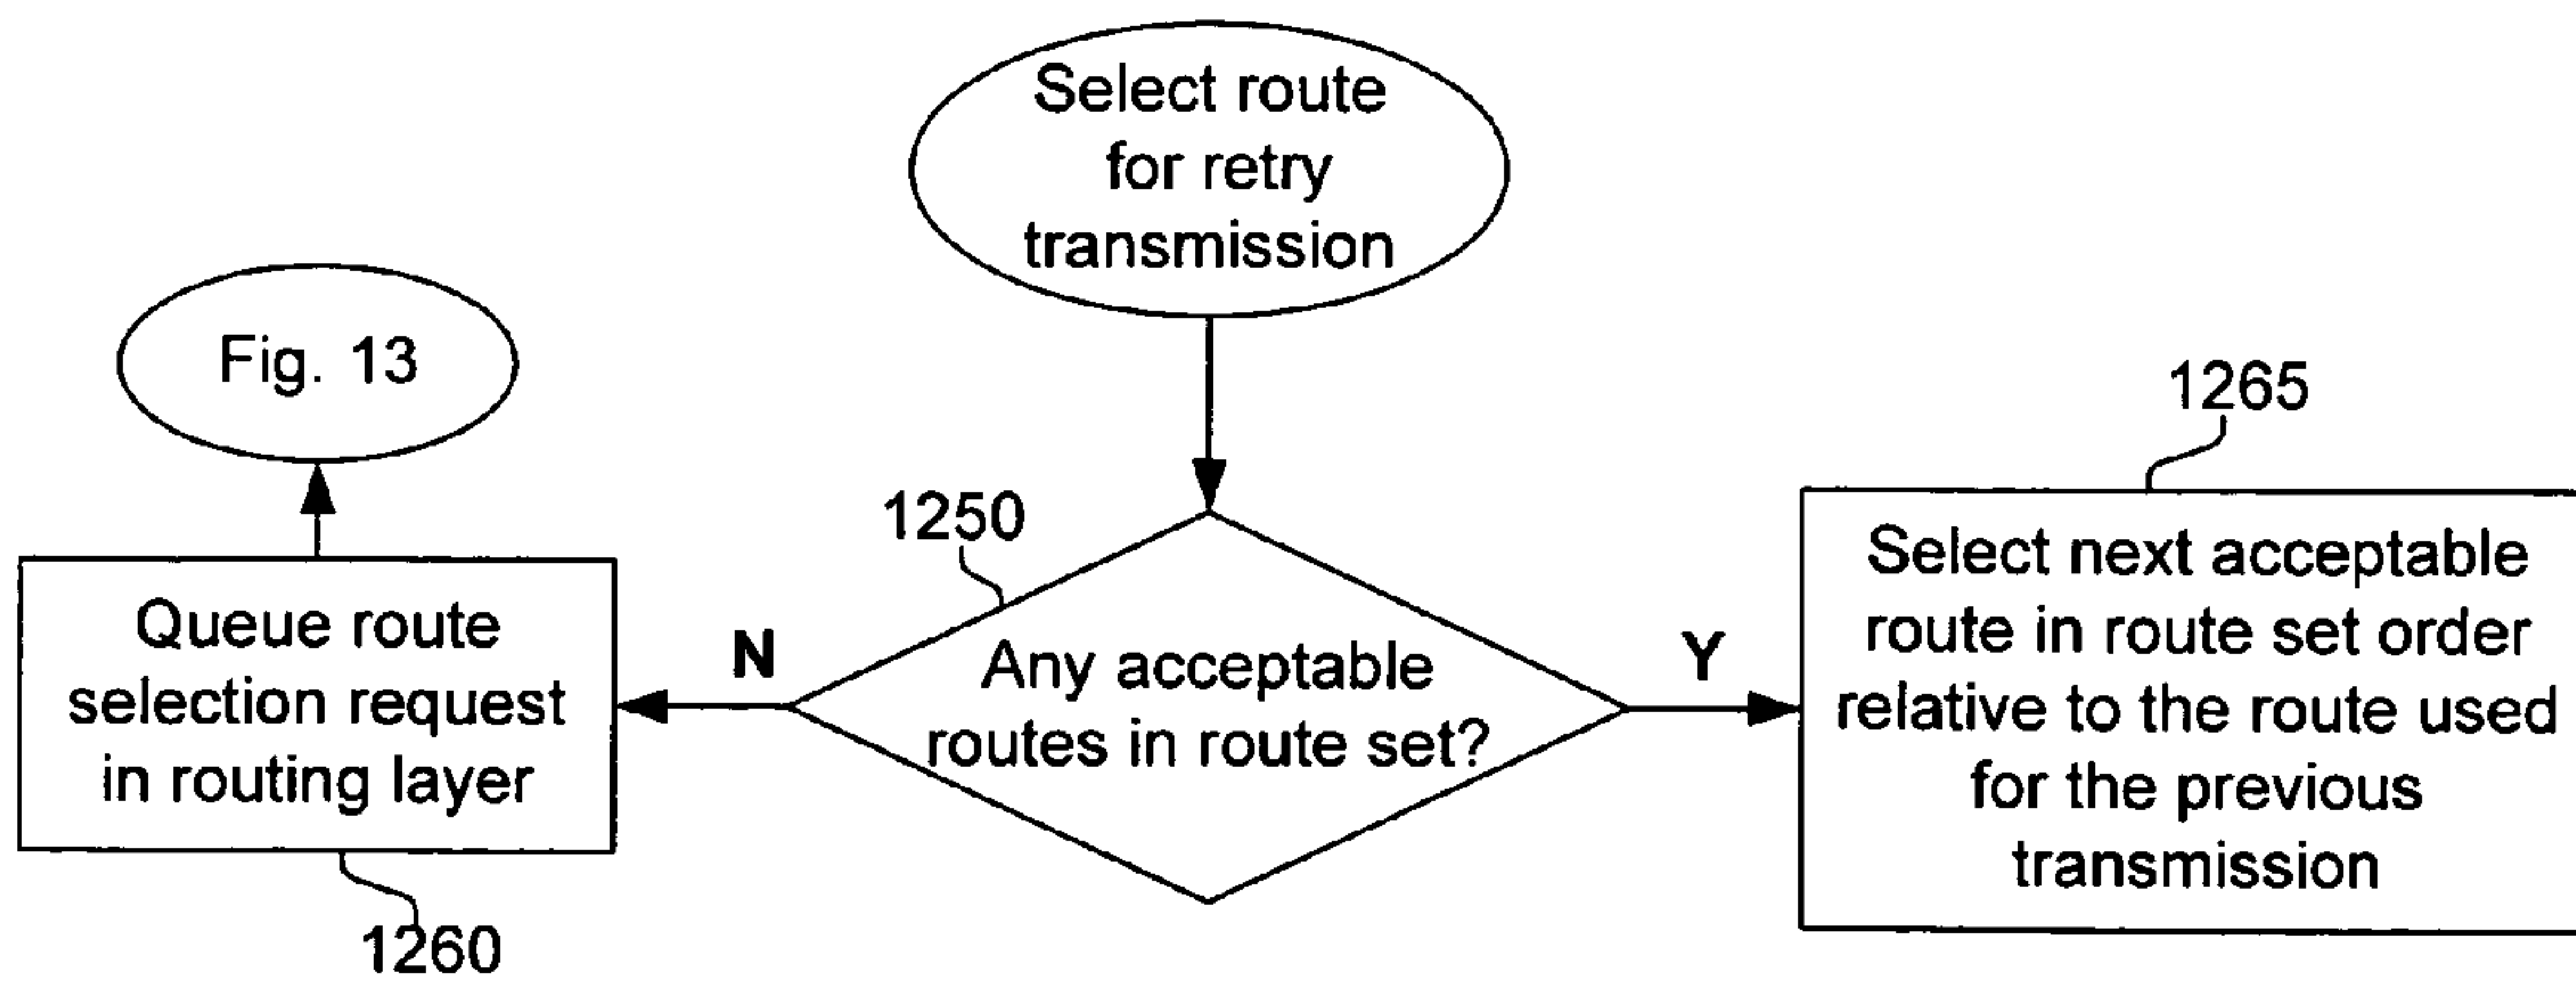 Select route
for retry
transmission
Fig. 13
1265
1250
Queue route
selection request
in routing layer
N
Any acceptable
routes in route set?
Y
Select next acceptable
route in route set order
relative to the route used
for the previous
transmission
1260